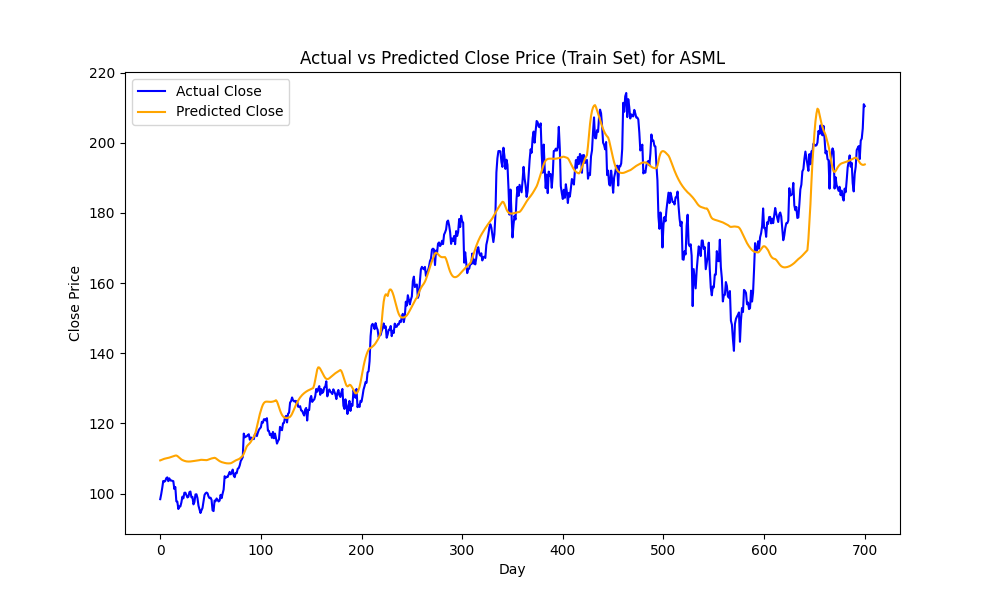 Actual vs Predicted Close Price (Train Set) for ASML
Actual Close
Predicted Close
Close Price
220
200
180
160
140
120
100
0 100 200 300 400 500 600 700
Day